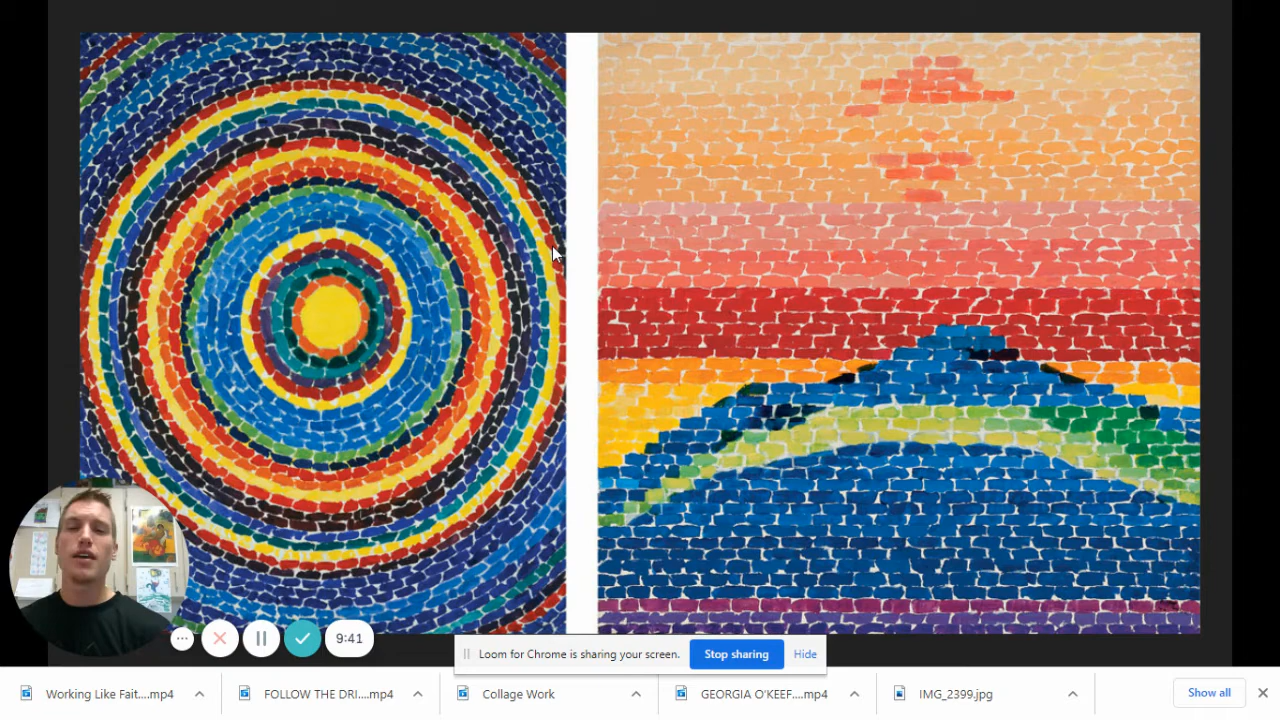 9:41
Loom for Chrome is sharing your screen. Stop sharing Hide
Working Like Fait....mp4 FOLLOW THE DRI....mp4 Collage Work GEORGIA O'KEEF....mp4 IMG_2399.jpg Show all